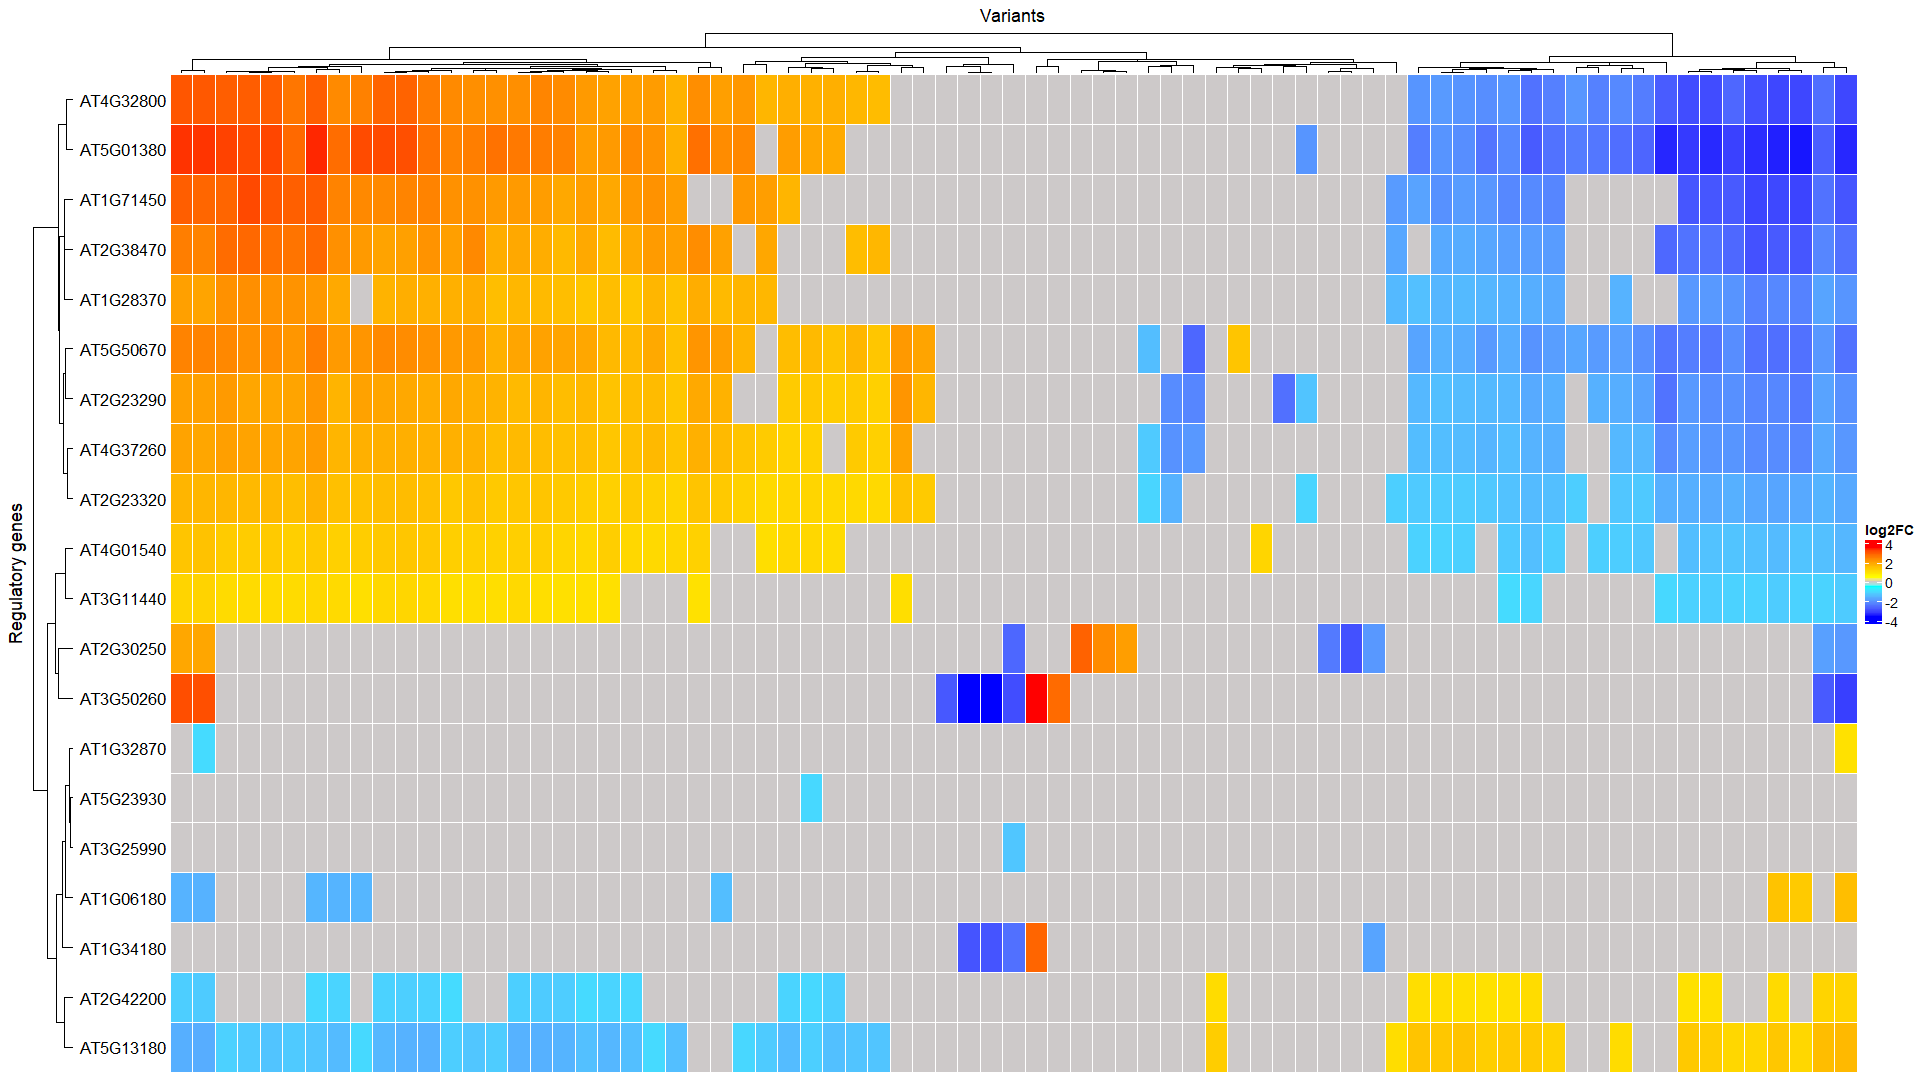 Variants
Regulatory genes
AT4G32800
AT5G01380
AT1G71450
AT2G38470
AT1G28370
AT5G50670
AT2G23290
AT4G37260
AT2G23320
AT4G01540
AT3G11440
AT2G30250
AT3G50260
AT1G32870
AT5G23930
AT3G25990
AT1G06180
AT1G34180
AT2G42200
AT5G13180
log2FC
4
2
0
-2
-4